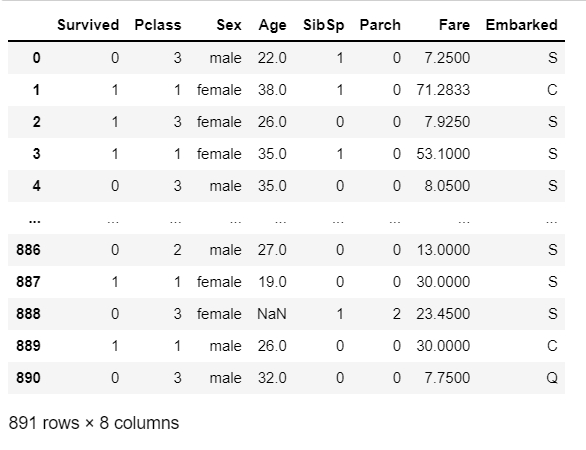 Survived Pclass Sex Age SibSp Parch Fare Embarked
0 0 3 male 22.0 1 0 7.2500 S
1 1 1 female 38.0 1 0 71.2833 C
2 1 3 female 26.0 0 0 7.9250 S
3 1 1 female 35.0 1 0 53.1000 S
4 0 3 male 35.0 0 0 8.0500 S
... ... ... ... ... ... ... ... ...
886 0 2 male 27.0 0 0 13.0000 S
887 1 1 female 19.0 0 0 30.0000 S
888 0 3 female NaN 1 2 23.4500 S
889 1 1 male 26.0 0 0 30.0000 C
890 0 3 male 32.0 0 0 7.7500 Q
891 rows × 8 columns